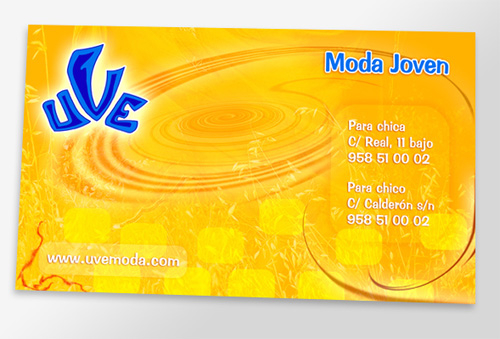 UVE
Moda Joven
Para chica
C/ Real, 11 bajo
958 51 00 02
Para chico
C/ Calderón s/n
958 51 00 02
www.uvemoda.com